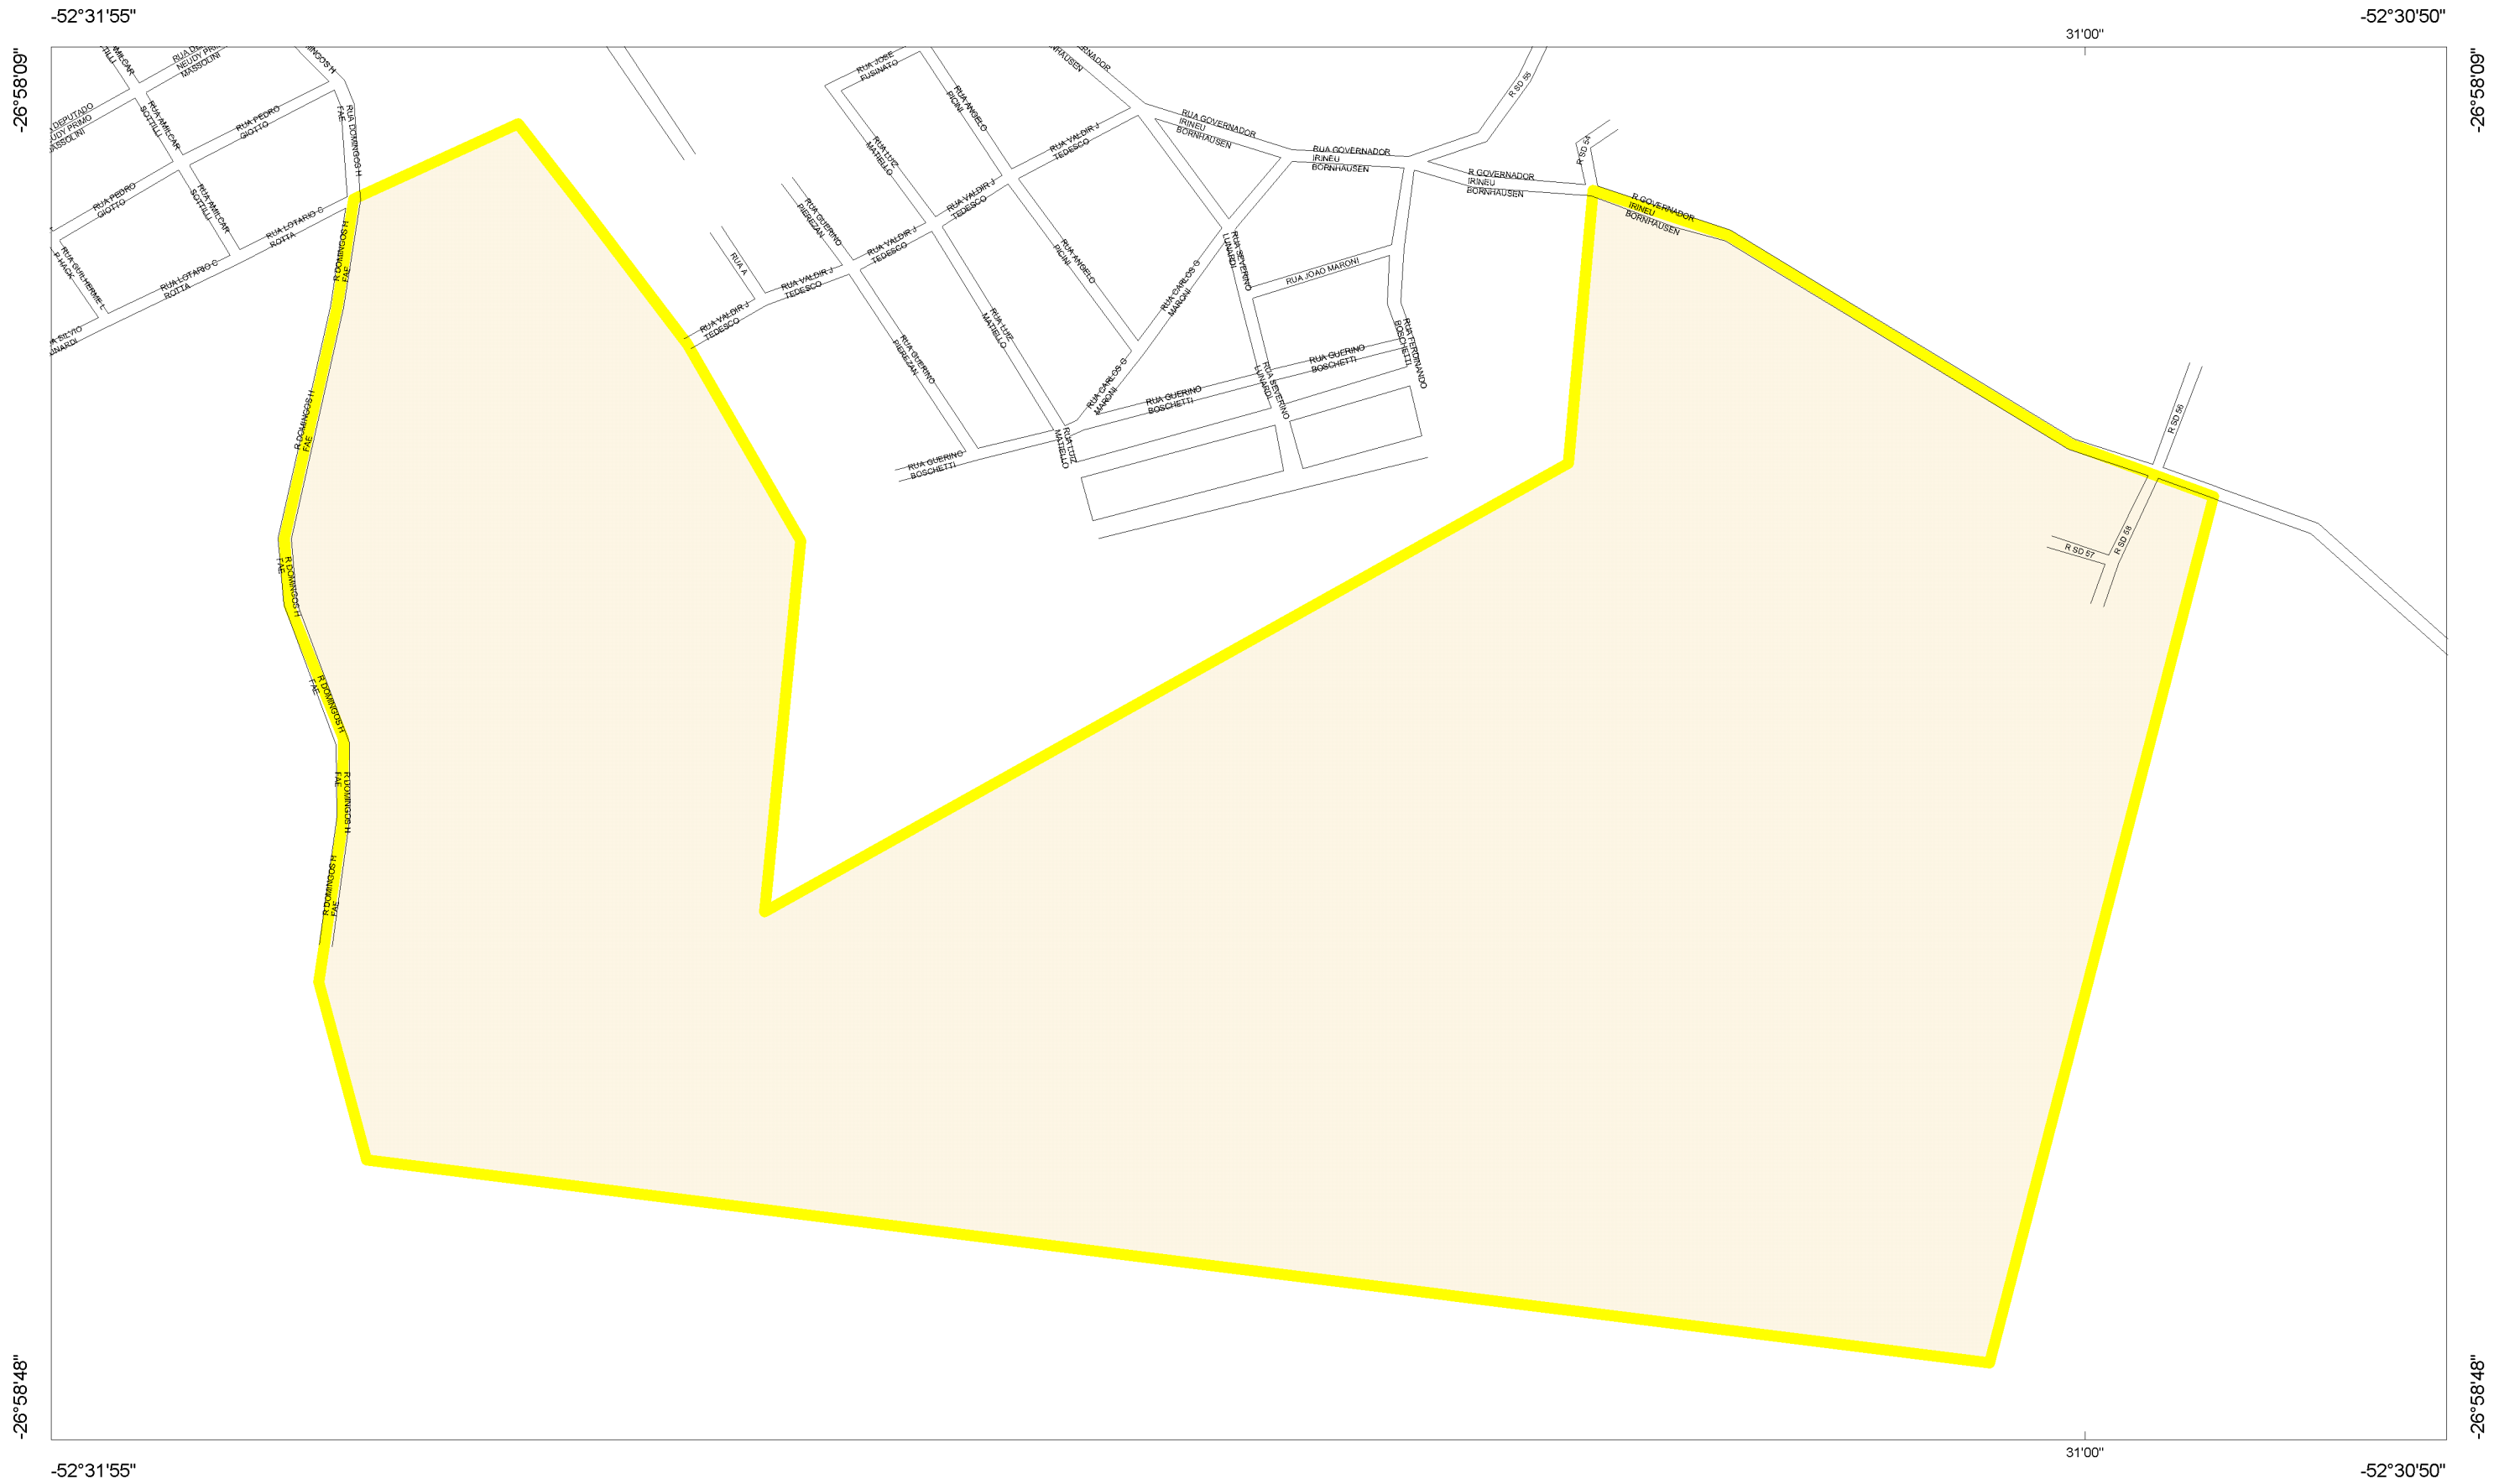 -52°31'55"
-52°30'50"
31'00"
-26°58'09"
-26°58'09"
NEUDY PRIMO
MASSOLINI
RUA AMILCAR
SOTTILLI
RUA PEDRO
GIOTTO
RUA DOMINGOS H
FAE
RUA PEDRO
GIOTTO
RUA AMILCAR
SOTTILLI
RUA LOTARIO C
ROTTA
RUA LOTARIO C
ROTTA
RUA GUILHERME L
P HACK
R DOMINGOS H
FAE
R DOMINGOS H
FAE
R DOMINGOS H
FAE
R DOMINGOS H
FAE
R DOMINGOS H
FAE
R DOMINGOS H
FAE
RUA JOSE
FUSINATO
RUA ANGELO
PICINI
RUA LUIZ
MATIELLO
RUA VALDIR J
TEDESCO
RUA VALDIR J
TEDESCO
RUA VALDIR J
TEDESCO
RUA VALDIR J
TEDESCO
RUA VALDIR J
TEDESCO
RUA GUERINO
PIEREZAN
RUA A
RUA GUERINO
PIEREZAN
RUA LUIZ
MATIELLO
RUA ANGELO
PICINI
RUA CARLOS G
MARONI
RUA CARLOS G
MARONI
RUA SEVERINO
LUNARDI
RUA JOAO MARONI
RUA FERDINANDO
BOSCHETTI
RUA GUERINO
BOSCHETTI
RUA GUERINO
BOSCHETTI
RUA SEVERINO
LUNARDI
RUA GUERINO
BOSCHETTI
RUA LUIZ
MATIELLO
RUA GOVERNADOR
IRINEU
BORNHAUSEN
RUA GOVERNADOR
IRINEU
BORNHAUSEN
R GOVERNADOR
IRINEU
BORNHAUSEN
R GOVERNADOR
IRINEU
BORNHAUSEN
R SD 55
R SD 54
R SD 56
R SD 58
R SD 57
-26°58'48"
-26°58'48"
31'00"
-52°31'55"
-52°30'50"